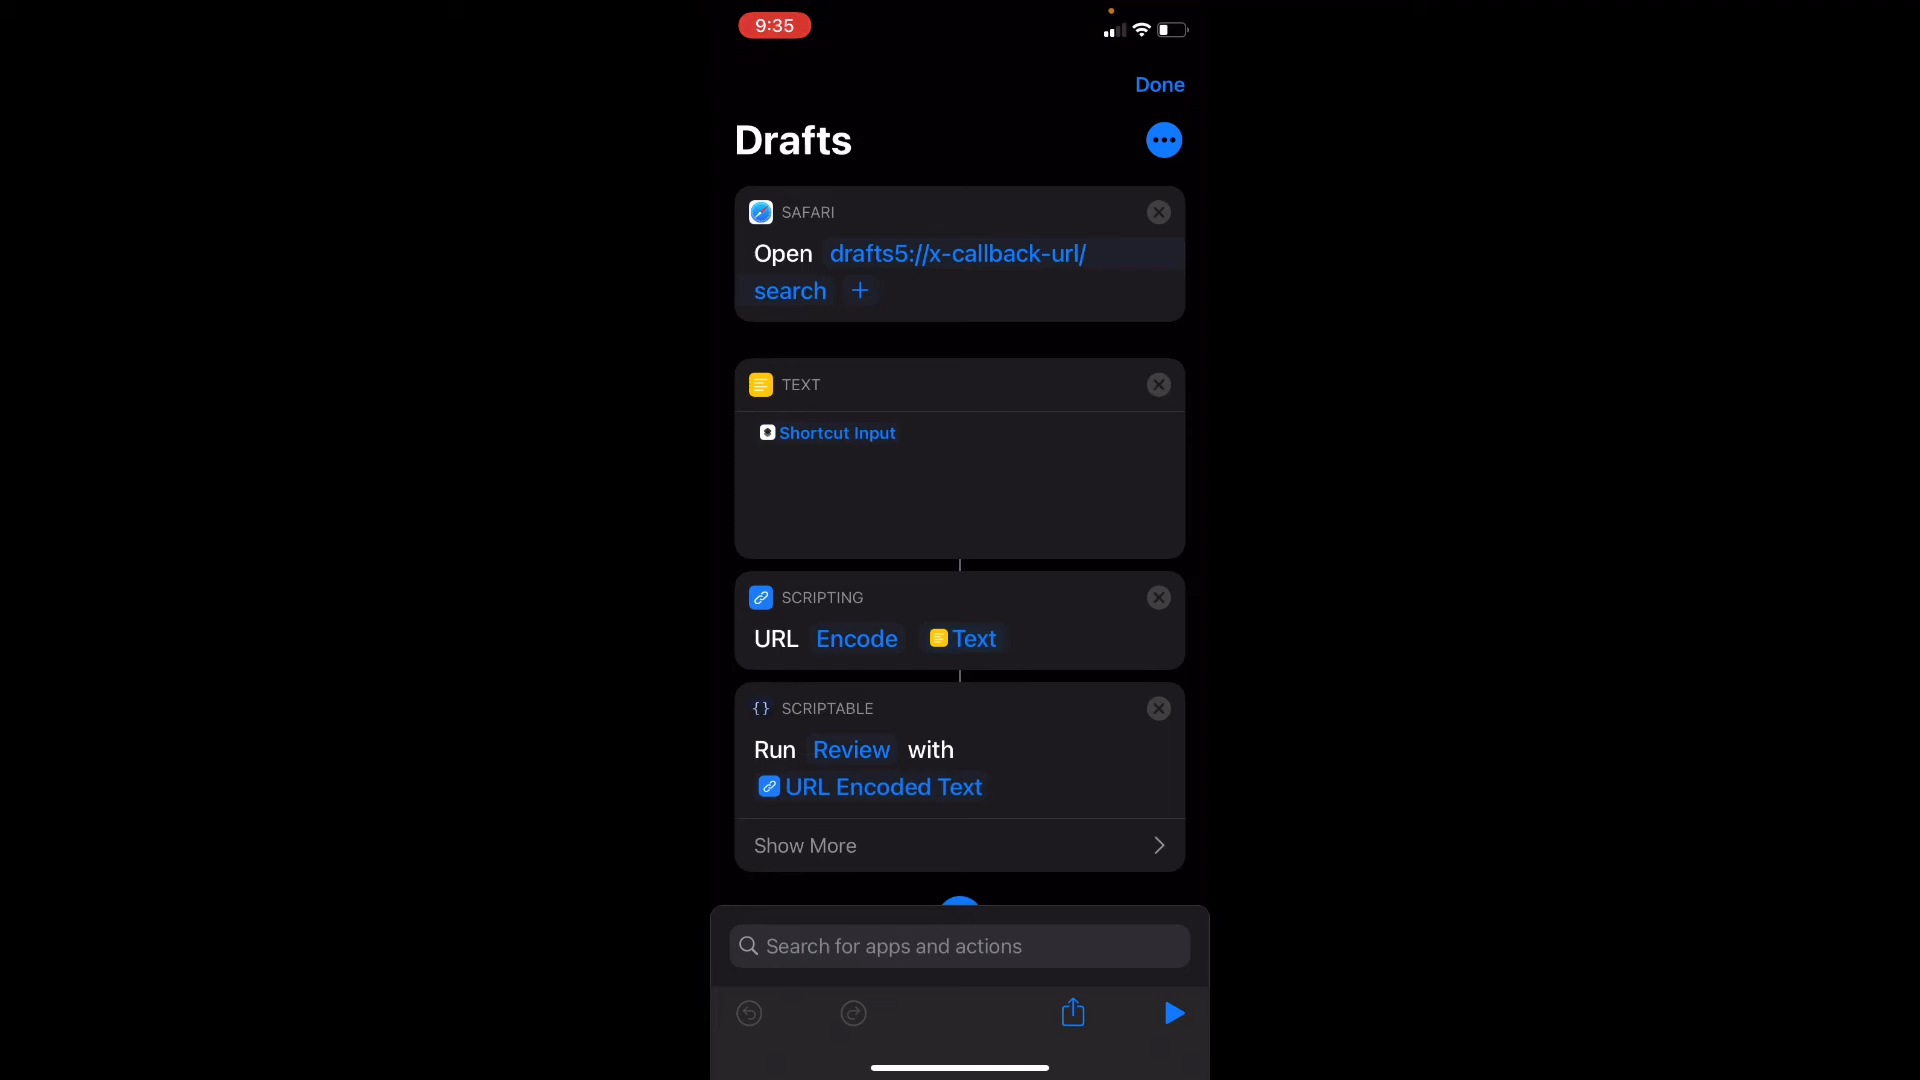 9:35
Done
Drafts
SAFARI
Open drafts5://x-callback-url/
search +
TEXT
Shortcut Input
SCRIPTING
URL Encode Text
{} SCRIPTABLE
Run Review with
URL Encoded Text
Show More
Search for apps and actions